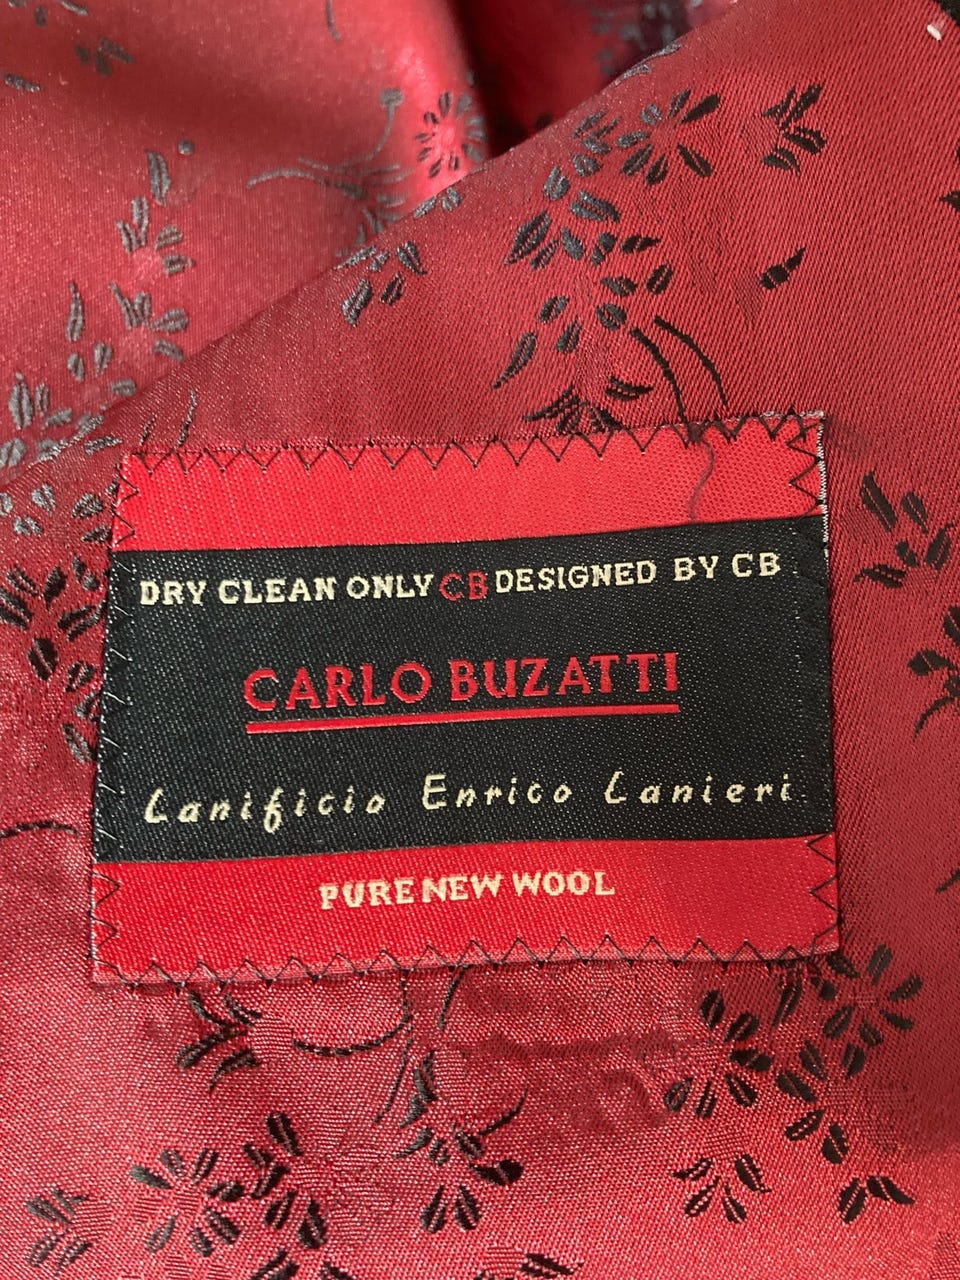 DRY CLEAN ONLY CB DESIGNED BY CB
CARLO BUZATTI
Lanificio Enrico Lanieri
PURE NEW WOOL